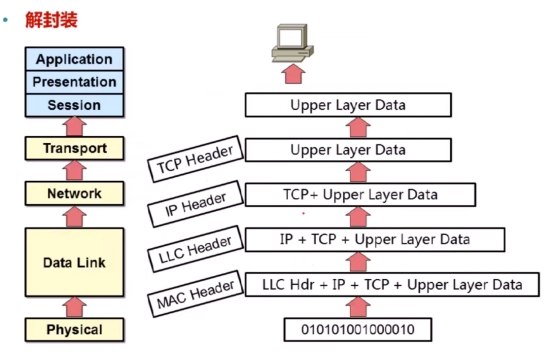 • 解封装
Application
Presentation
Session
Transport
Network
Data Link
Physical
Upper Layer Data
TCP Header
Upper Layer Data
IP Header
TCP+ Upper Layer Data
LLC Header
IP + TCP + Upper Layer Data
MAC Header
LLC Hdr + IP + TCP + Upper Layer Data
010101001000010